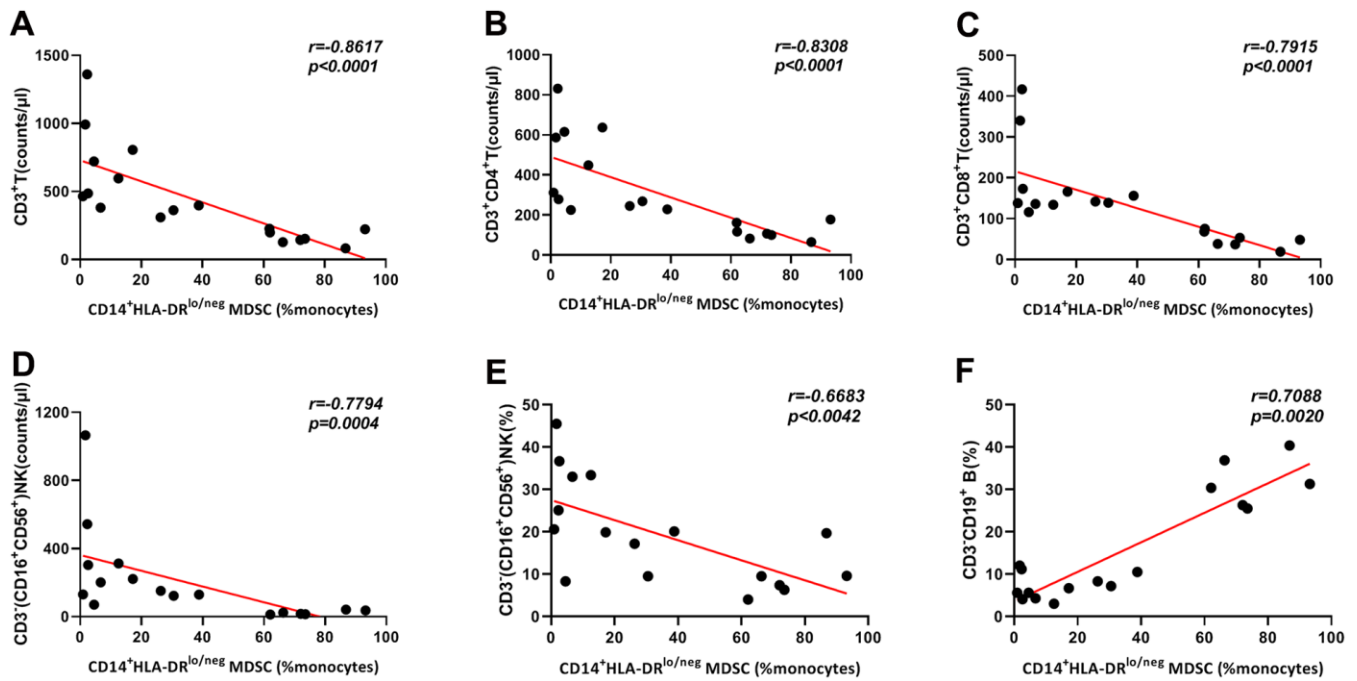 A
r=-0.8617
p<0.0001
CD3⁺T(counts/μl)
1500
1000
500
0
0 20 40 60 80 100
CD14⁺HLA-DRˡᵒ/ⁿᵉᵍ MDSC (%monocytes)
B
r=-0.8308
p<0.0001
CD3⁺CD4⁺T(counts/μl)
1000
800
600
400
200
0
0 20 40 60 80 100
CD14⁺HLA-DRˡᵒ/ⁿᵉᵍ MDSC (%monocytes)
C
r=-0.7915
p<0.0001
CD3⁺CD8⁺T(counts/μl)
500
400
300
200
100
0
0 20 40 60 80 100
CD14⁺HLA-DRˡᵒ/ⁿᵉᵍ MDSC (%monocytes)
D
r=-0.7794
p=0.0004
CD3⁻(CD16⁺CD56⁺)NK(counts/μl)
1200
800
400
0
0 20 40 60 80 100
CD14⁺HLA-DRˡᵒ/ⁿᵉᵍ MDSC (%monocytes)
E
r=-0.6683
p<0.0042
CD3⁻(CD16⁺CD56⁺)NK(%)
50
40
30
20
10
0
0 20 40 60 80 100
CD14⁺HLA-DRˡᵒ/ⁿᵉᵍ MDSC (%monocytes)
F
r=0.7088
p=0.0020
CD3⁻CD19⁺ B(%)
50
40
30
20
10
0
0 20 40 60 80 100
CD14⁺HLA-DRˡᵒ/ⁿᵉᵍ MDSC (%monocytes)